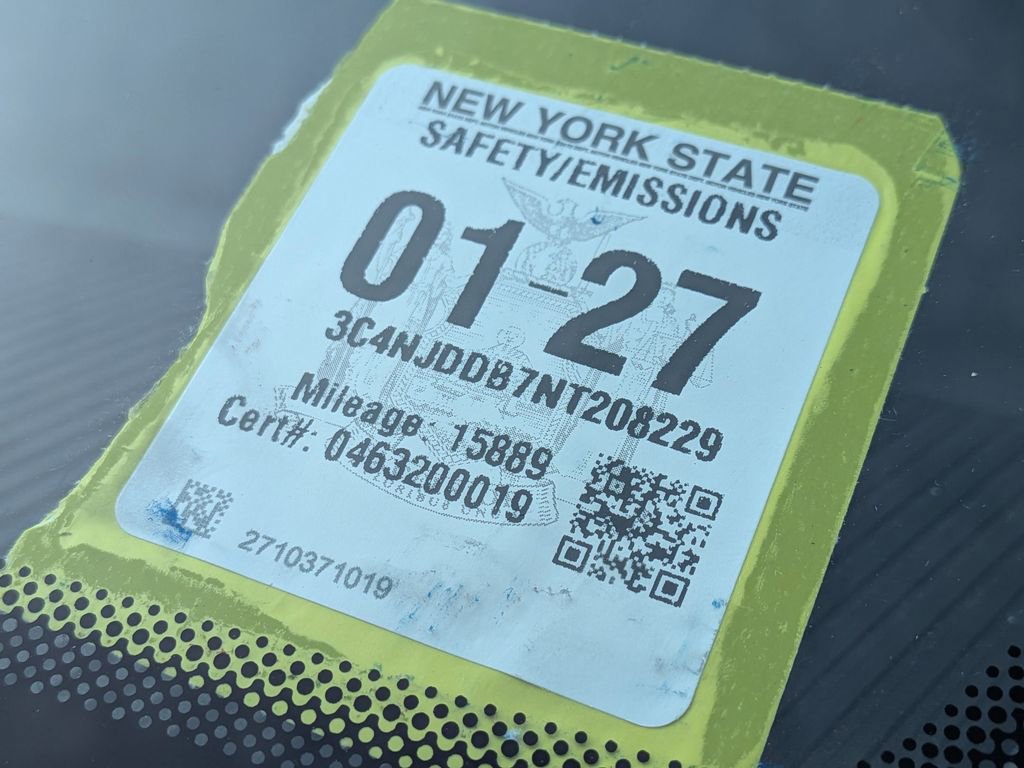 NEW YORK STATE
SAFETY/EMISSIONS
01-27
3C4NJDDB7NT208229
Mileage: 15889
Cert#: 0463200019
2710371019